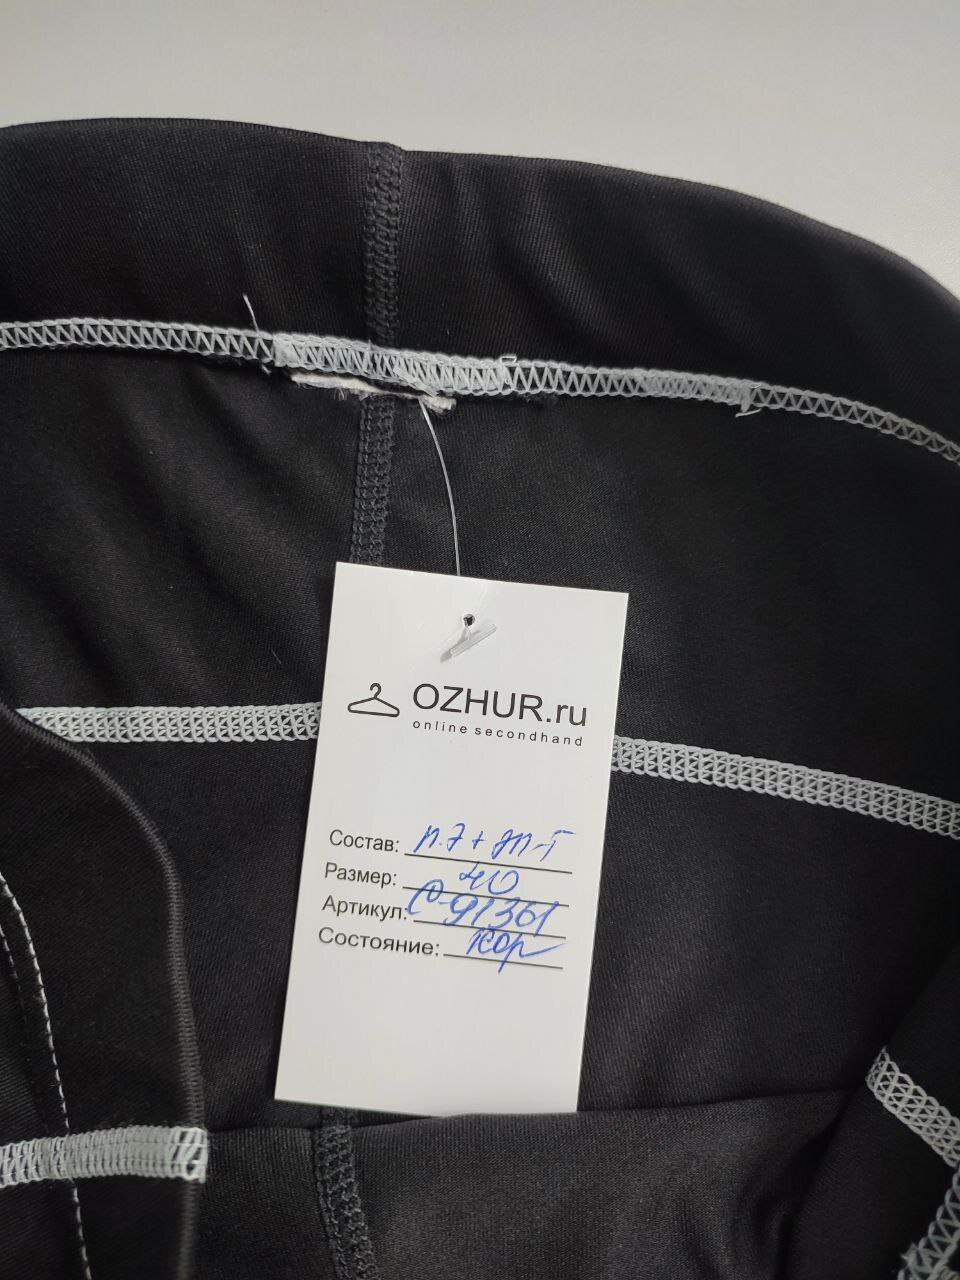 OZHUR.ru
online secondhand
Состав: п.э + эл-т
Размер: 40
Артикул: С-91361
Состояние: хор